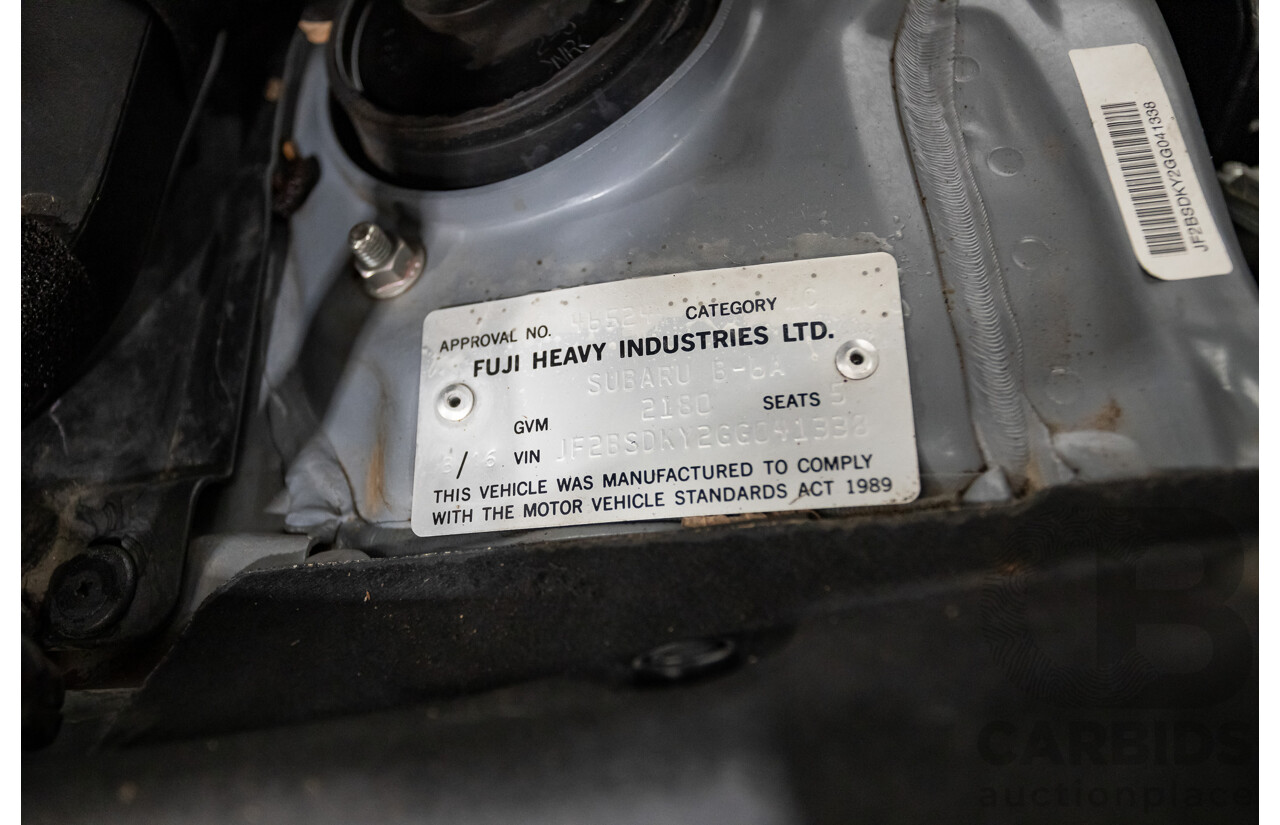 JF2BSDKY2GG041338
APPROVAL NO. CATEGORY
FUJI HEAVY INDUSTRIES LTD.
SUBARU B-6A
GVM 2180 SEATS 5
/ 6 VIN JF2BSDKY2GG041338
THIS VEHICLE WAS MANUFACTURED TO COMPLY
WITH THE MOTOR VEHICLE STANDARDS ACT 1989
CARBIDS
auctionplace